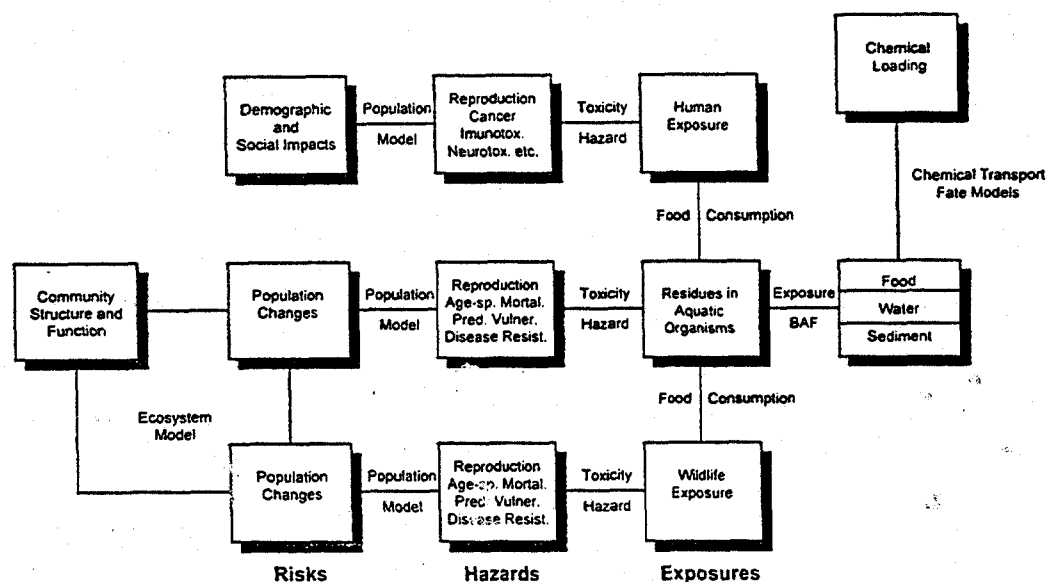 Chemical
Loading
Demographic
and
Social Impacts
Population
Model
Reproduction
Cancer
Imunotox.
Neurotox. etc.
Toxicity
Hazard
Human
Exposure
Chemical Transport
Fate Models
Food Consumption
Community
Structure and
Function
Population
Changes
Population
Model
Reproduction
Age-sp. Mortal.
Pred. Vulner.
Disease Resist.
Toxicity
Hazard
Residues in
Aquatic
Organisms
Exposure
BAF
Food
Water
Sediment
Food Consumption
Ecosystem
Model
Population
Changes
Population
Model
Reproduction
Age-sp. Mortal.
Pred. Vulner.
Disease Resist.
Toxicity
Hazard
Wildlife
Exposure
Risks Hazards Exposures